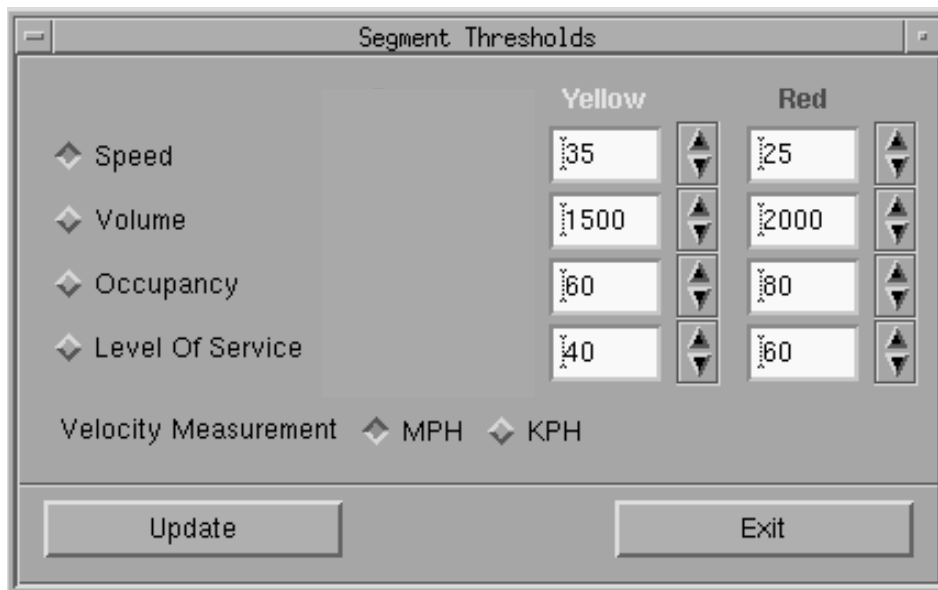 Segment Thresholds
Yellow Red
Speed 35 25
Volume 1500 2000
Occupancy 60 80
Level Of Service 40 60
Velocity Measurement MPH KPH
Update Exit